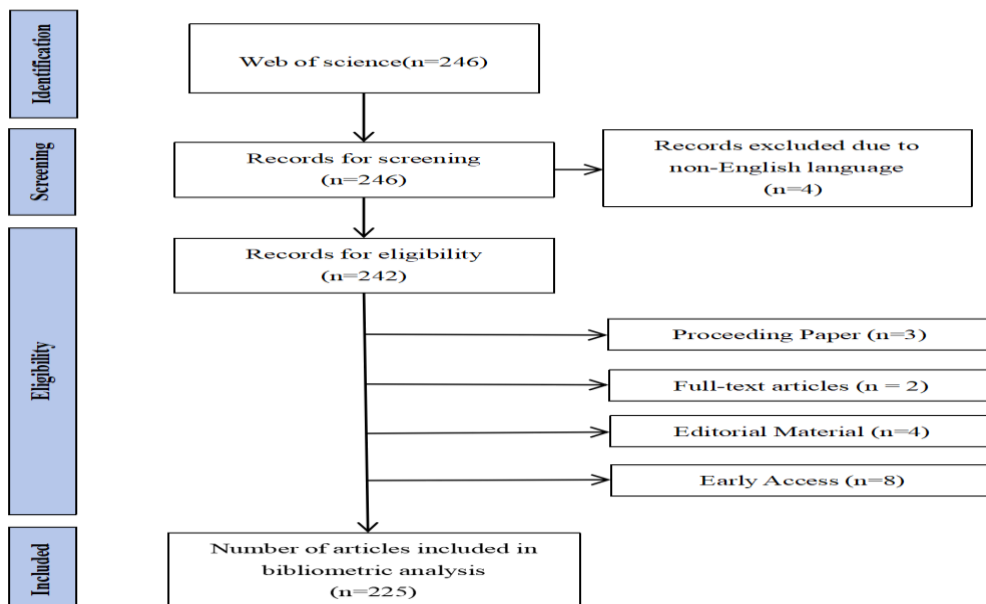 Identification
Web of science(n=246)
Screening
Records for screening
(n=246)
Records excluded due to
non-English language
(n=4)
Eligibility
Records for eligibility
(n=242)
Proceeding Paper (n=3)
Full-text articles (n = 2)
Editorial Material (n=4)
Early Access (n=8)
Included
Number of articles included in
bibliometric analysis
(n=225)